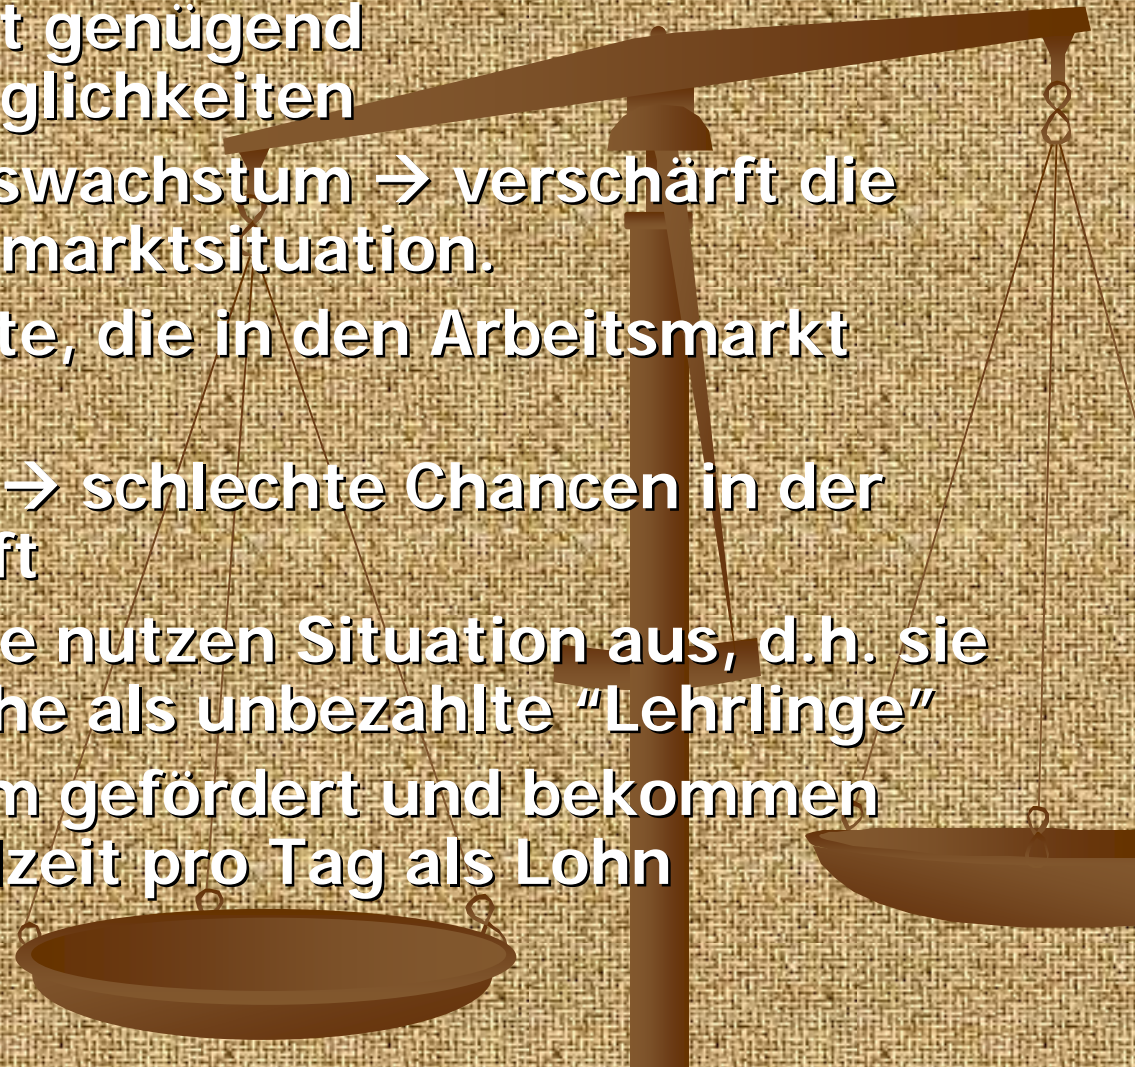 t genügend
glichkeiten
swachstum → verschärft die
marktsituation.
te, die in den Arbeitsmarkt
→ schlechte Chancen in der
ft
e nutzen Situation aus, d.h. sie
he als unbezahlte “Lehrlinge”
m gefördert und bekommen
lzeit pro Tag als Lohn